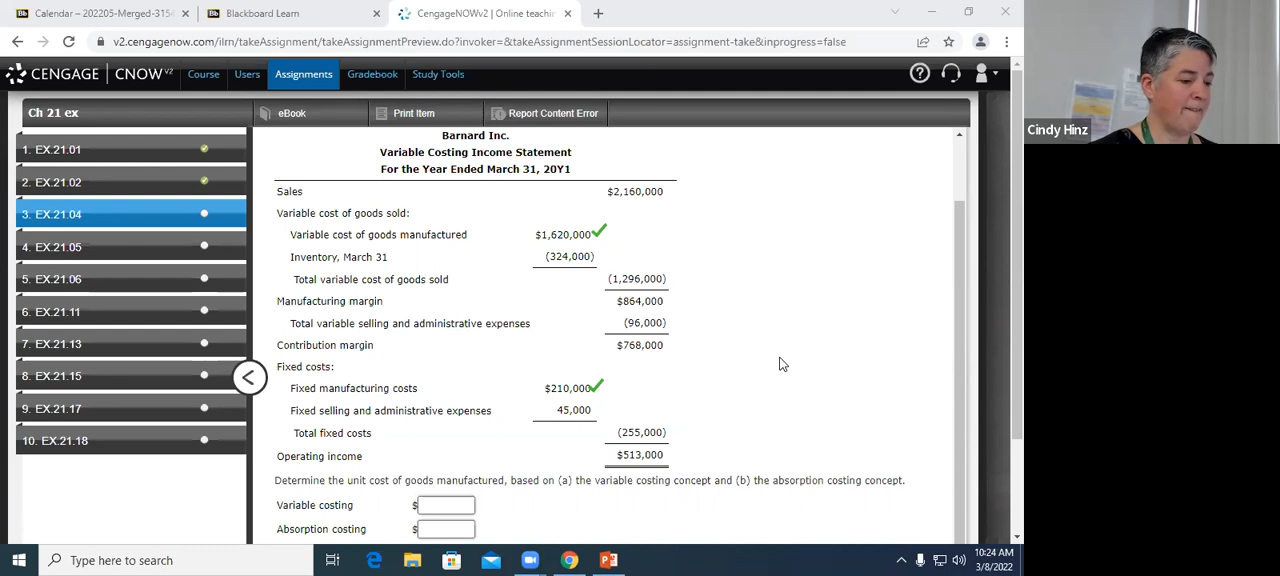 Calendar – 202205-Merged-3154
Blackboard Learn
CengageNOWv2 | Online teachin
v2.cengagenow.com/ilrn/takeAssignment/takeAssignmentPreview.do?invoker=&takeAssignmentSessionLocator=assignment-take&inprogress=false
CENGAGE | CNOWv2 Course Users Assignments Gradebook Study Tools
Ch 21 ex
eBook Print Item Report Content Error
1. EX.21.01
2. EX.21.02
3. EX.21.04
4. EX.21.05
5. EX.21.06
6. EX.21.11
7. EX.21.13
8. EX.21.15
9. EX.21.17
10. EX.21.18
Barnard Inc.
Variable Costing Income Statement
For the Year Ended March 31, 20Y1
Sales $2,160,000
Variable cost of goods sold:
Variable cost of goods manufactured $1,620,000
Inventory, March 31 (324,000)
Total variable cost of goods sold (1,296,000)
Manufacturing margin $864,000
Total variable selling and administrative expenses (96,000)
Contribution margin $768,000
Fixed costs:
Fixed manufacturing costs $210,000
Fixed selling and administrative expenses 45,000
Total fixed costs (255,000)
Operating income $513,000
Determine the unit cost of goods manufactured, based on (a) the variable costing concept and (b) the absorption costing concept.
Variable costing $
Absorption costing $
Cindy Hinz
Type here to search
10:24 AM
3/8/2022